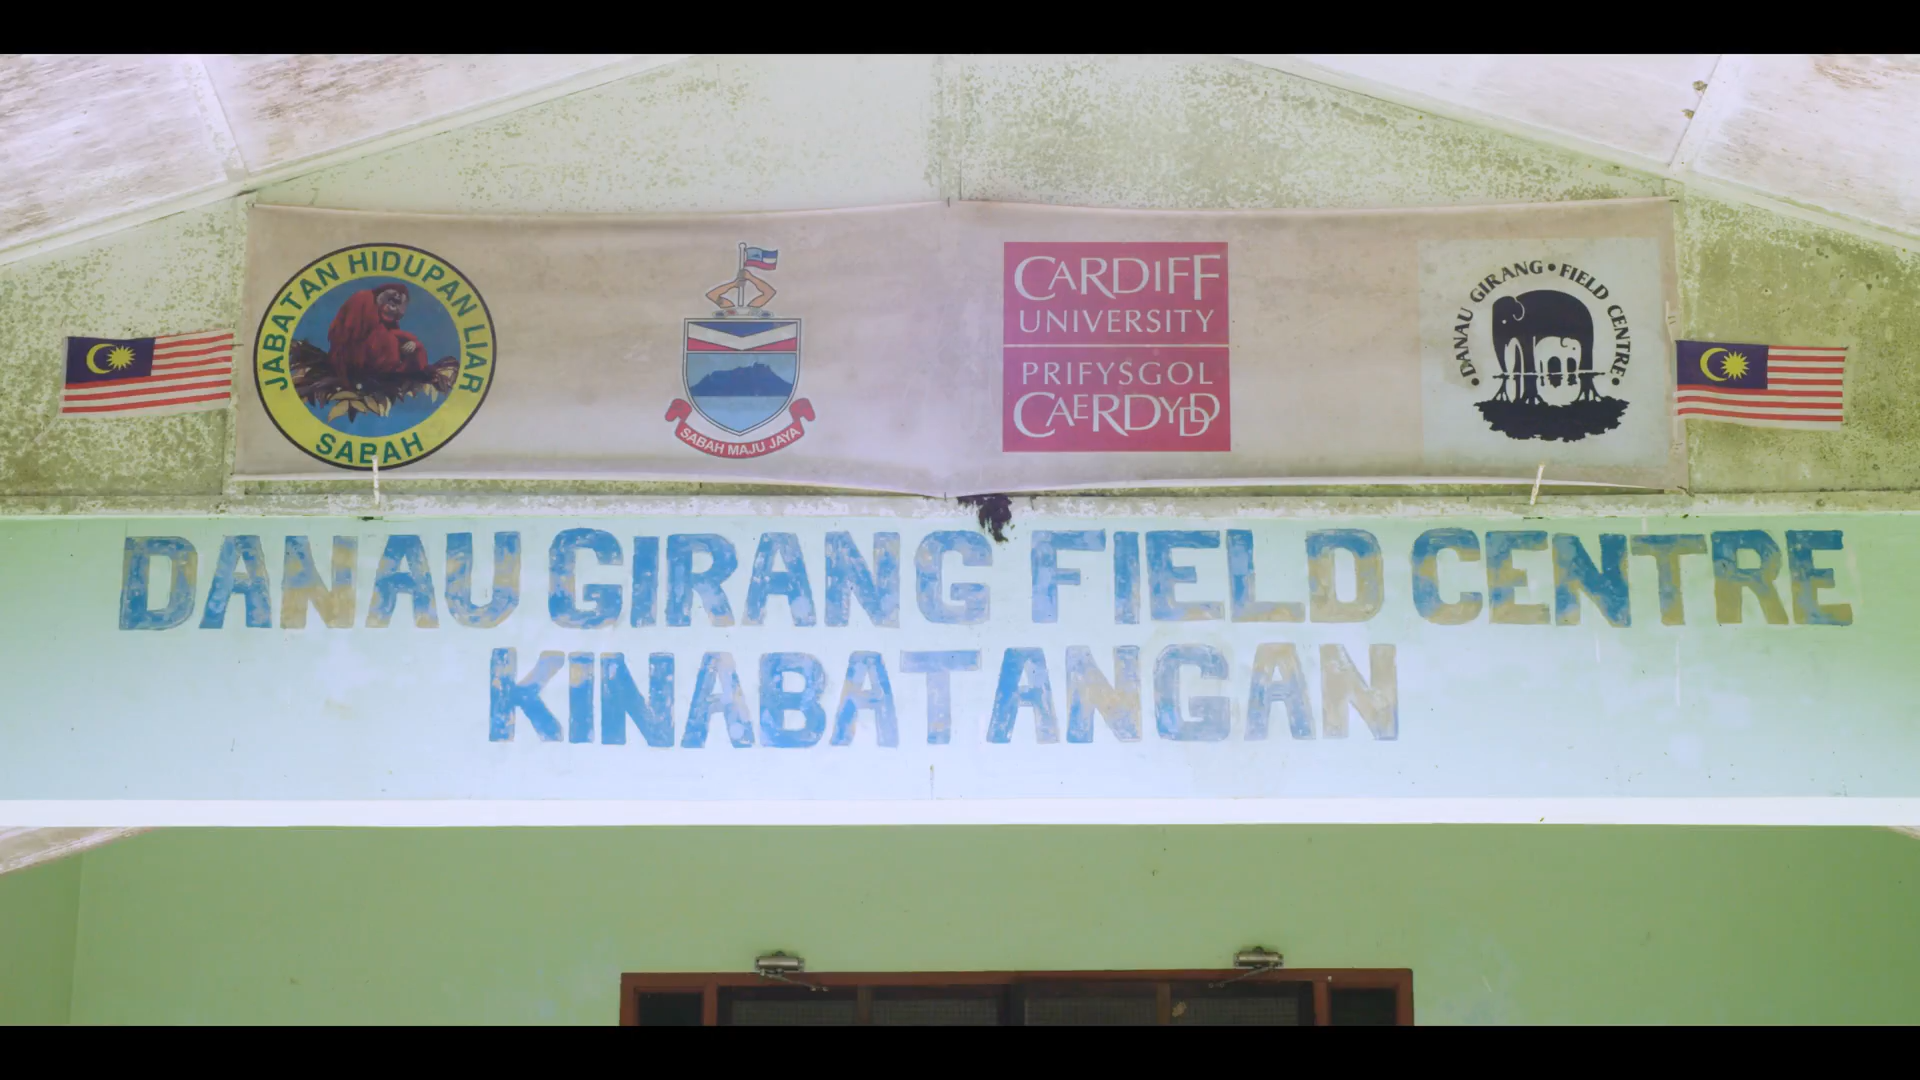 JABATAN HIDUPAN LIAR
SABAH
SABAH MAJU JAYA
CARDIFF
UNIVERSITY
PRIFYSGOL
CAERDYDD
•DANAU GIRANG•FIELD CENTRE•
DANAU GIRANG FIELD CENTRE
KINABATANGAN